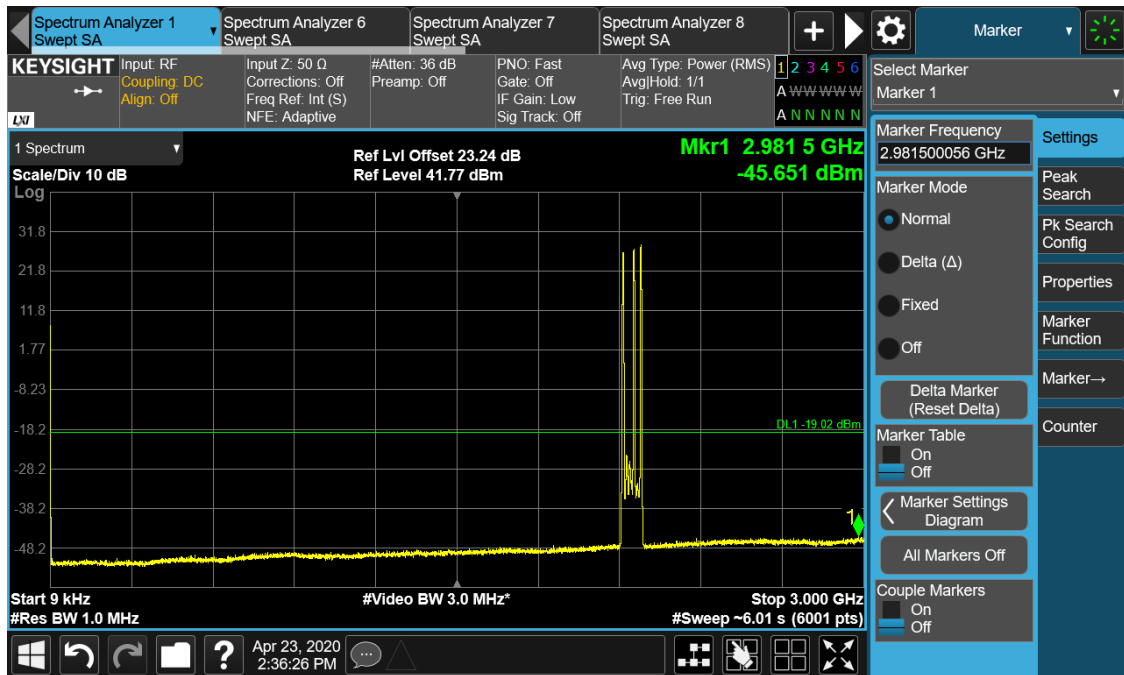 Spectrum Analyzer 1
Swept SA
Spectrum Analyzer 6
Swept SA
Spectrum Analyzer 7
Swept SA
Spectrum Analyzer 8
Swept SA
+
Marker
KEYSIGHT
LXI
Input: RF
Coupling: DC
Align: Off
Input Z: 50 Ω
Corrections: Off
Freq Ref: Int (S)
NFE: Adaptive
#Atten: 36 dB
Preamp: Off
PNO: Fast
Gate: Off
IF Gain: Low
Sig Track: Off
Avg Type: Power (RMS)
Avg|Hold: 1/1
Trig: Free Run
1 2 3 4 5 6
A W W W W W
A N N N N N
Select Marker
Marker 1
1 Spectrum
Scale/Div 10 dB
Log
Ref Lvl Offset 23.24 dB
Ref Level 41.77 dBm
Mkr1 2.981 5 GHz
-45.651 dBm
31.8
21.8
11.8
1.77
-8.23
-18.2
-28.2
-38.2
-48.2
DL1 -19.02 dBm
1
Start 9 kHz
#Res BW 1.0 MHz
#Video BW 3.0 MHz*
Stop 3.000 GHz
#Sweep ~6.01 s (6001 pts)
Marker Frequency
2.981500056 GHz
Marker Mode
Normal
Delta (Δ)
Fixed
Off
Delta Marker
(Reset Delta)
Marker Table
On
Off
Marker Settings
Diagram
All Markers Off
Couple Markers
On
Off
Settings
Peak
Search
Pk Search
Config
Properties
Marker
Function
Marker→
Counter
?
Apr 23, 2020
2:36:26 PM